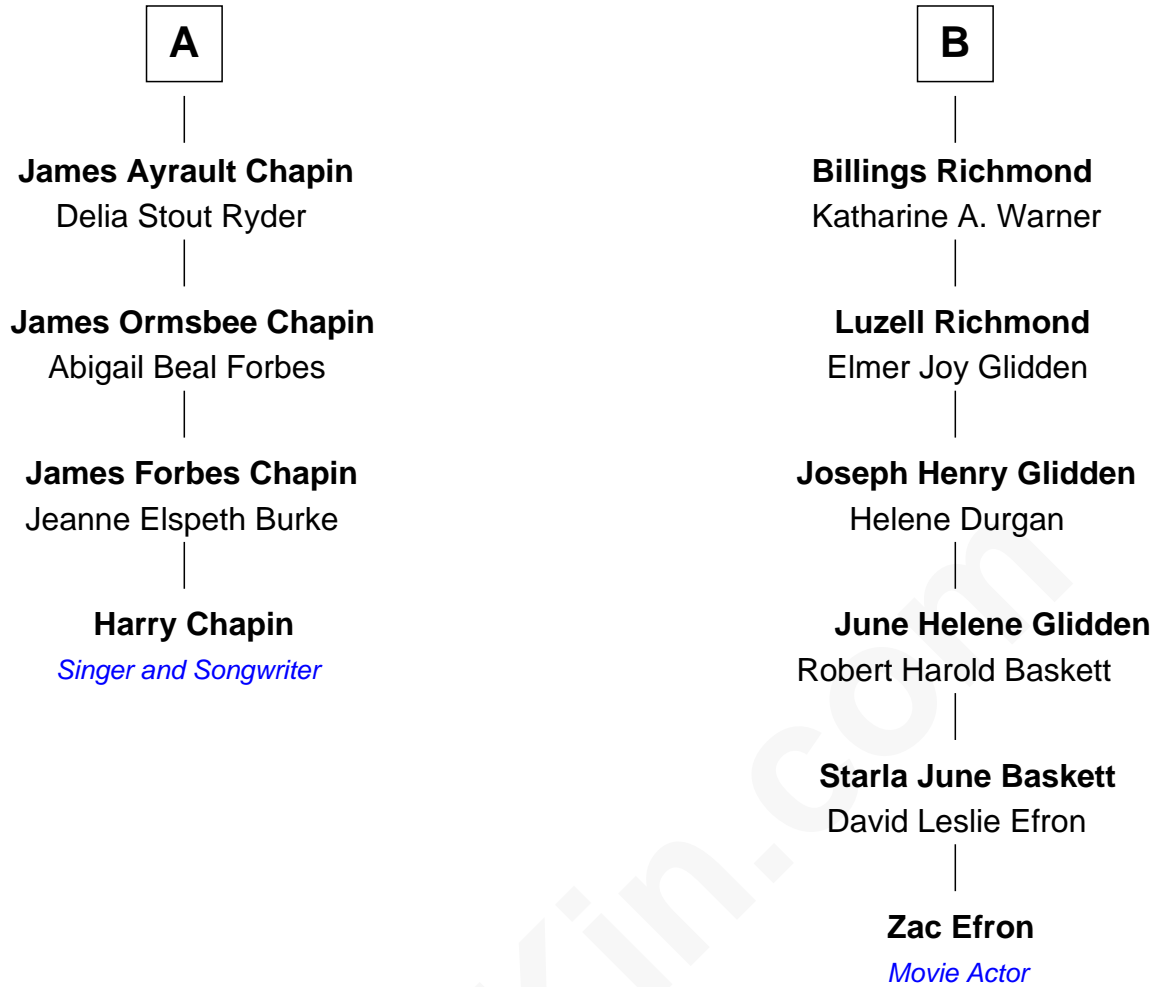 A
James Ayrault Chapin
Delia Stout Ryder
James Ormsbee Chapin
Abigail Beal Forbes
James Forbes Chapin
Jeanne Elspeth Burke
Harry Chapin
Singer and Songwriter
B
Billings Richmond
Katharine A. Warner
Luzell Richmond
Elmer Joy Glidden
Joseph Henry Glidden
Helene Durgan
June Helene Glidden
Robert Harold Baskett
Starla June Baskett
David Leslie Efron
Zac Efron
Movie Actor
Kin.com